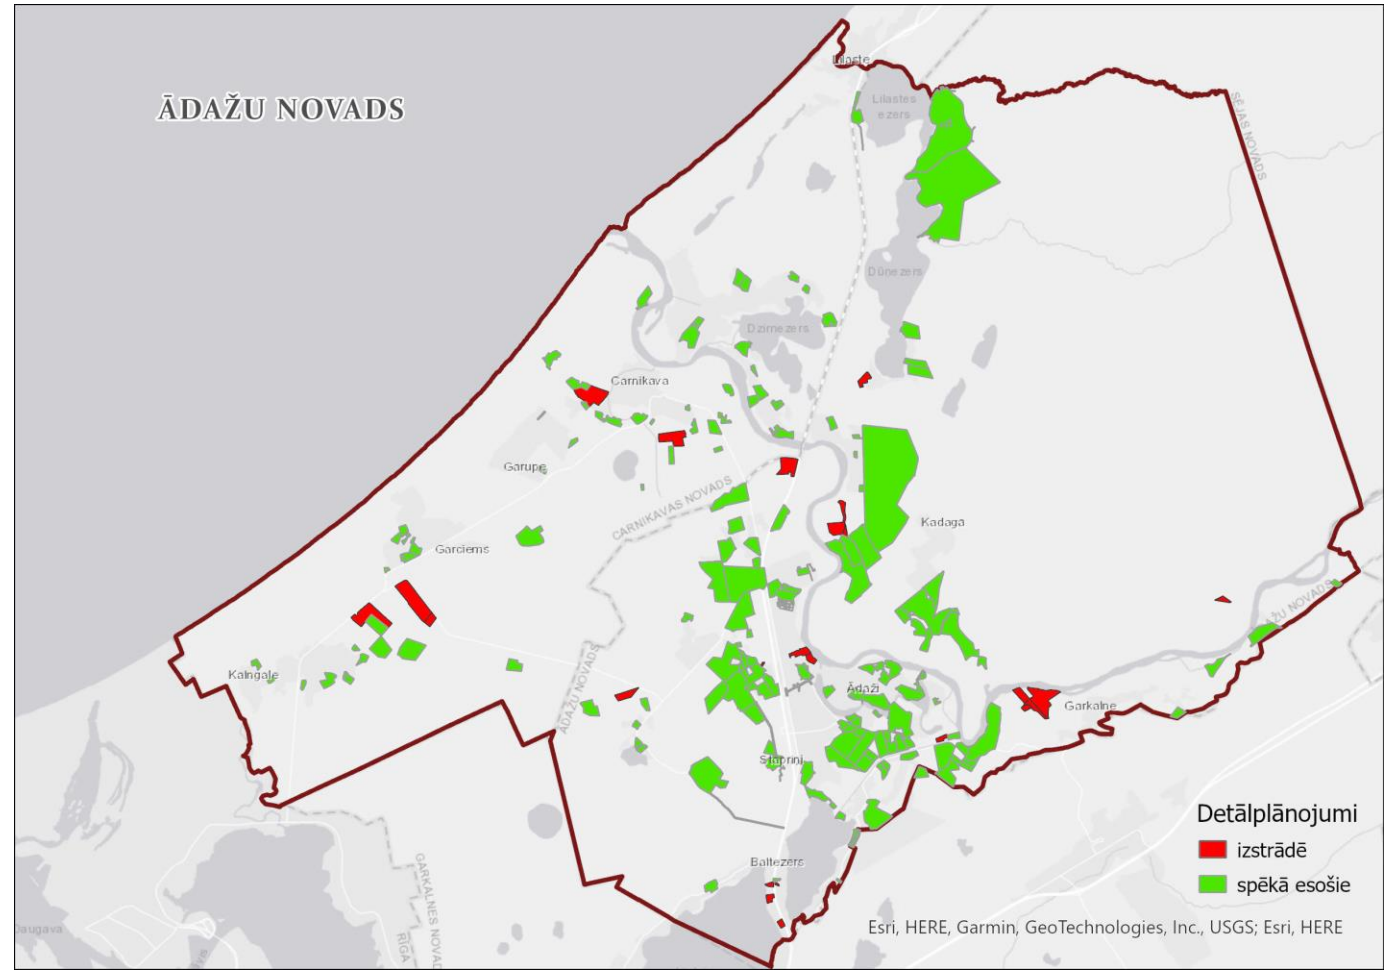 ĀDAŽU NOVADS
Lilaste
Lilastes
ezers
SĒJAS NOVADS
Dūņezers
Dzirnezers
Carnikava
Garupe
CARNIKAVAS NOVADS
Kadaga
Garciems
ĀDAŽU NOVADS
Kalngale
ĀDAŽU NOVADS
Ādaži
Garkalne
Stapriņi
Baltezers
GARKALNES NOVADS
RĪGA
Daugava
Detālplānojumi
izstrādē
spēkā esošie
Esri, HERE, Garmin, GeoTechnologies, Inc., USGS; Esri, HERE